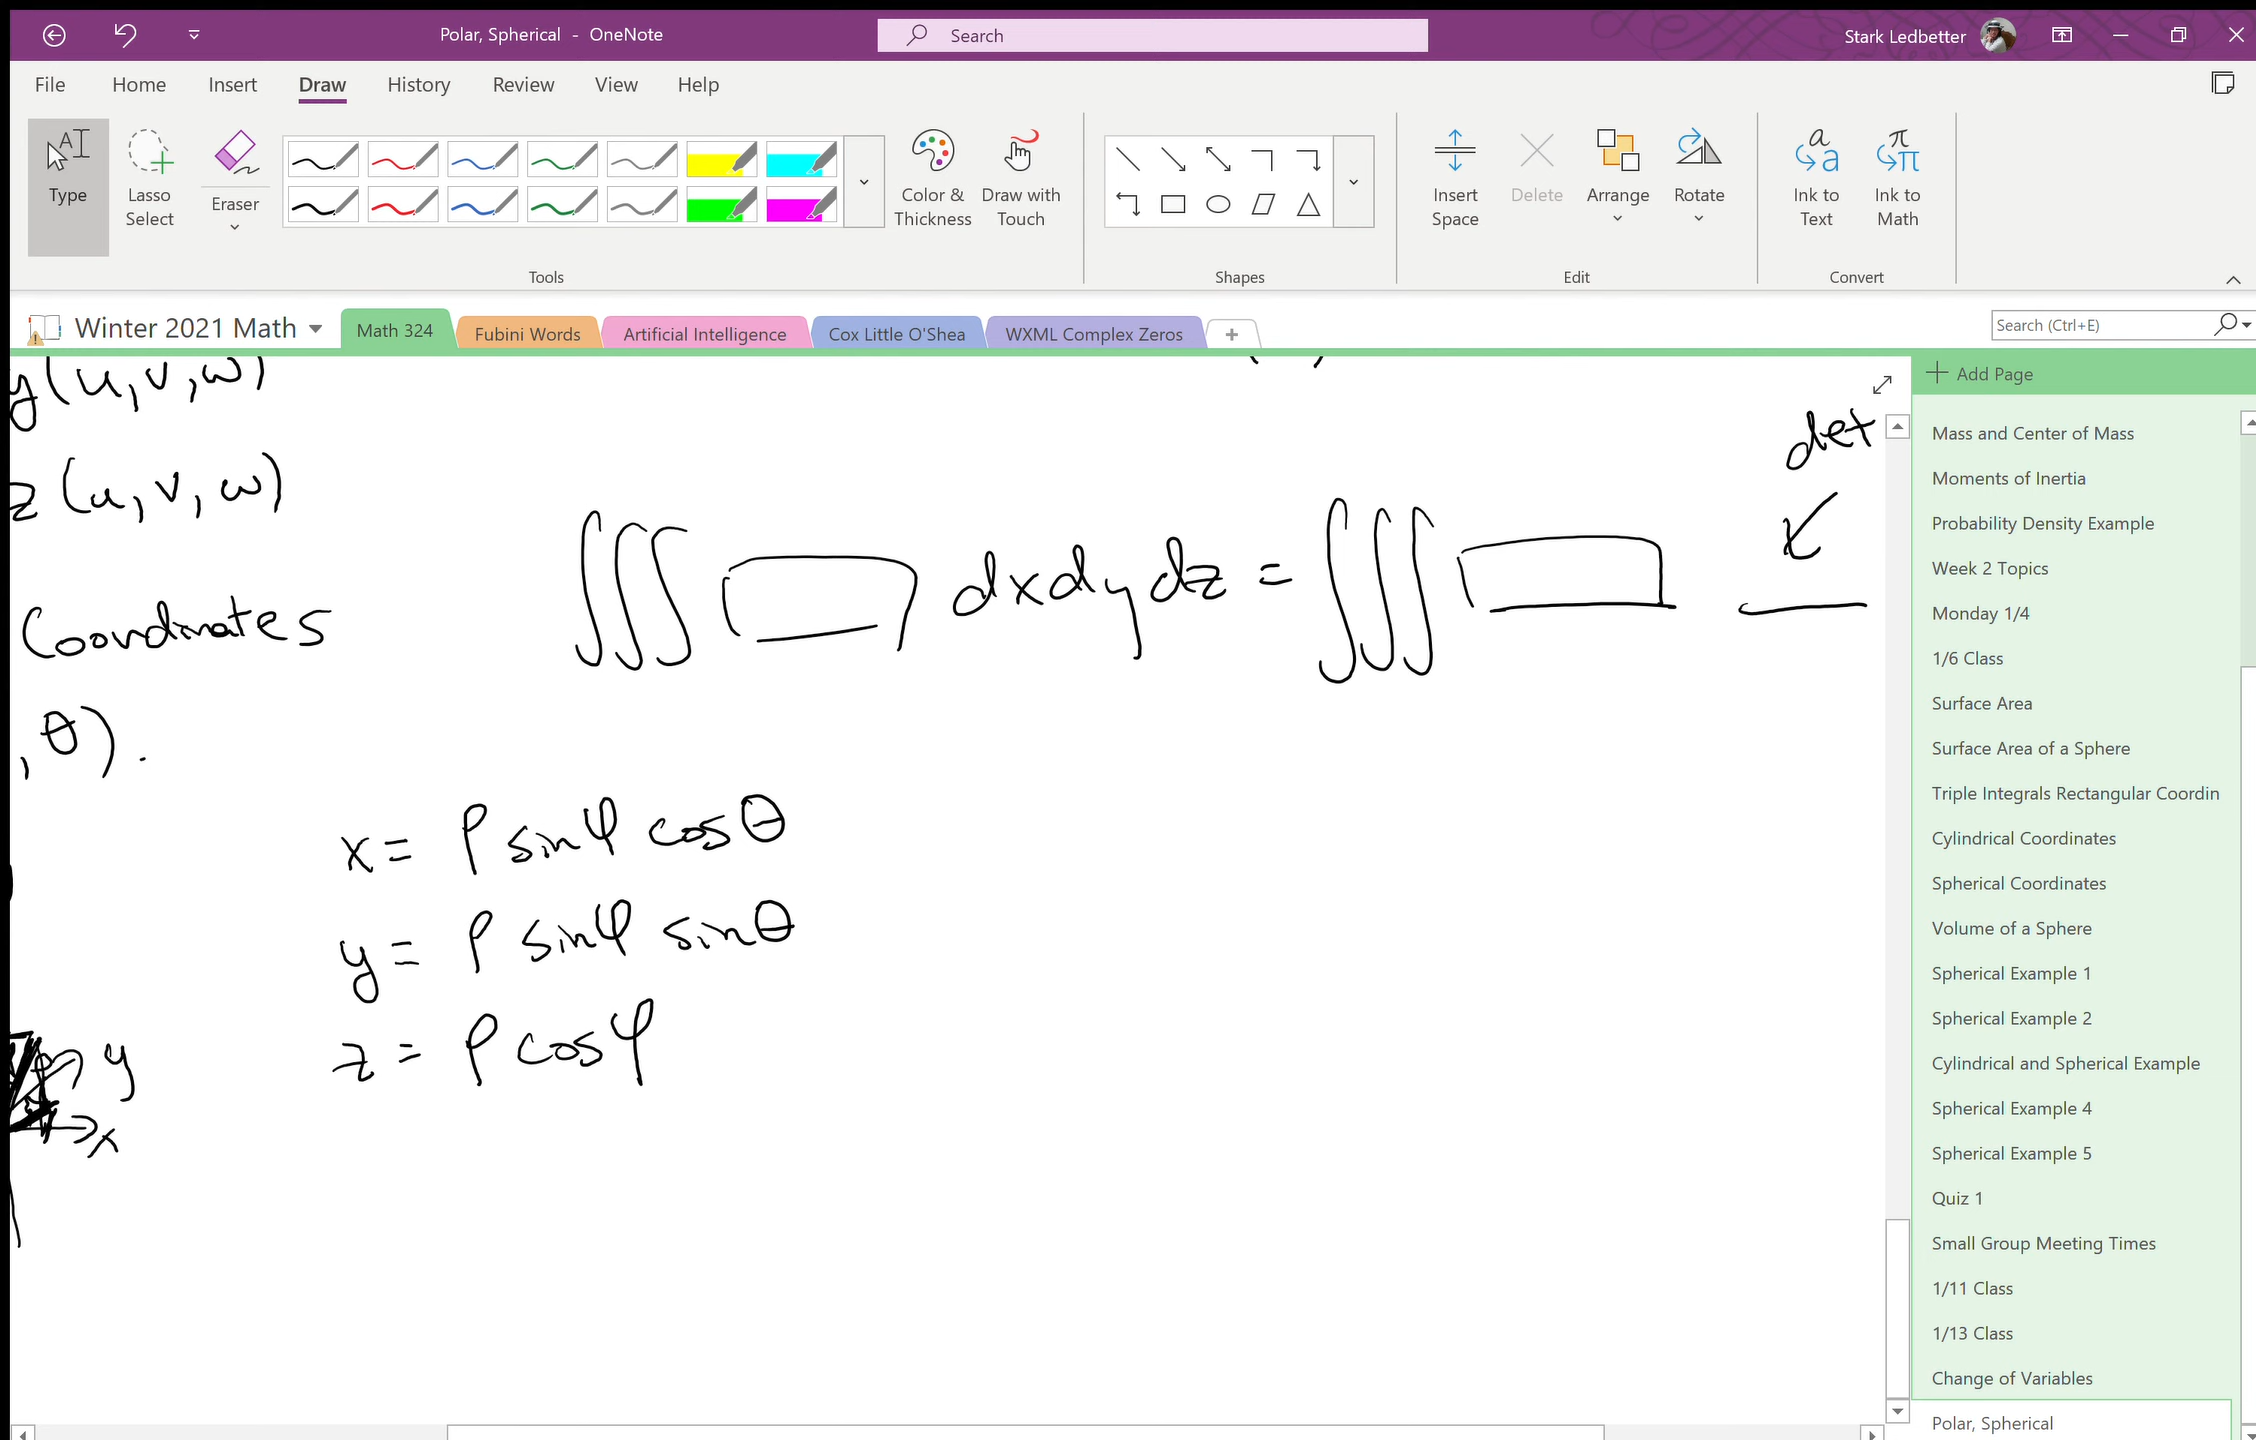 Polar, Spherical - OneNote
Search
Stark Ledbetter
File Home Insert Draw History Review View Help
Type
Lasso Select
Eraser
Color & Thickness
Draw with Touch
Tools
Shapes
Insert Space
Delete
Arrange
Rotate
Edit
Ink to Text
Ink to Math
Convert
Winter 2021 Math
Math 324
Fubini Words
Artificial Intelligence
Cox Little O'Shea
WXML Complex Zeros
Search (Ctrl+E)
y(u, v, w)
z(u, v, w)
det
∭ dxdydz = ∭
Coordinates
, θ).
x = ρ sinφ cosθ
y = ρ sinφ sinθ
z = ρ cosφ
y
x
Add Page
Mass and Center of Mass
Moments of Inertia
Probability Density Example
Week 2 Topics
Monday 1/4
1/6 Class
Surface Area
Surface Area of a Sphere
Triple Integrals Rectangular Coordin
Cylindrical Coordinates
Spherical Coordinates
Volume of a Sphere
Spherical Example 1
Spherical Example 2
Cylindrical and Spherical Example
Spherical Example 4
Spherical Example 5
Quiz 1
Small Group Meeting Times
1/11 Class
1/13 Class
Change of Variables
Polar, Spherical